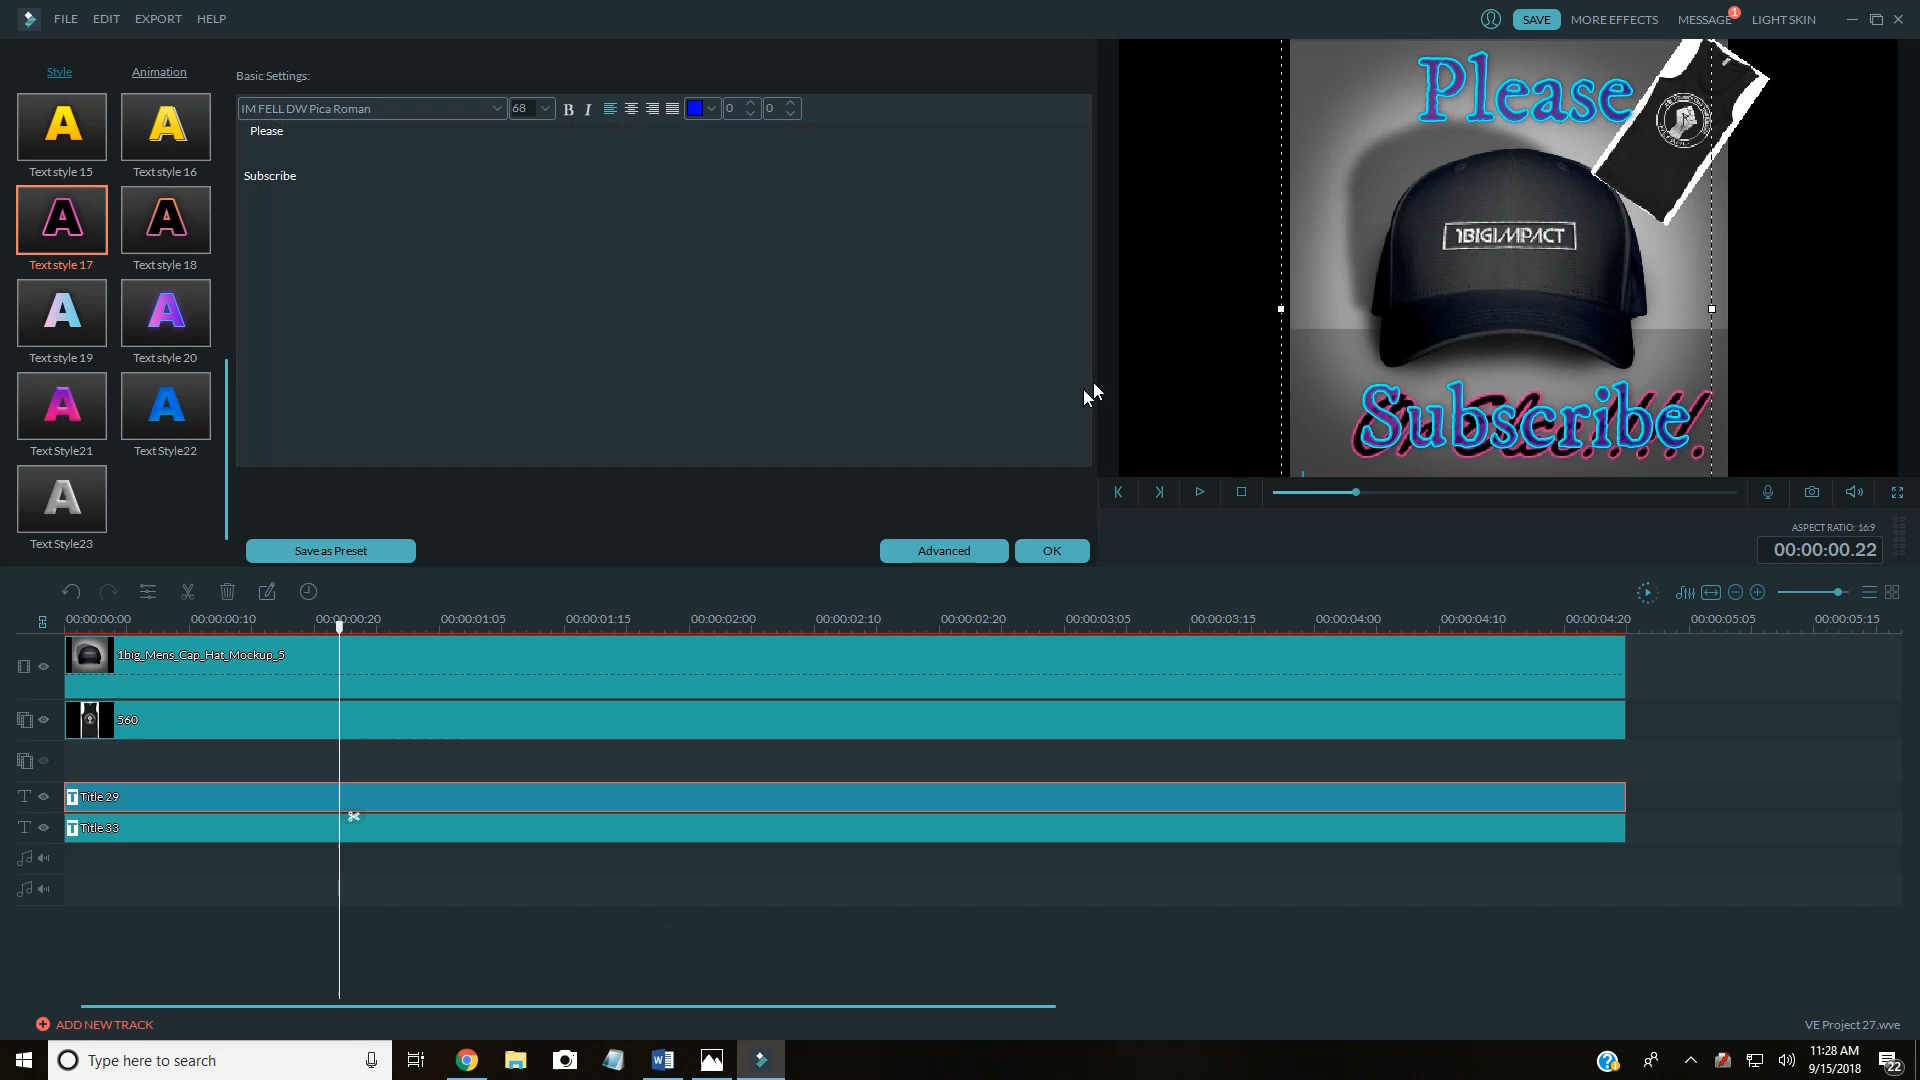 FILE EDIT EXPORT HELP
SAVE MORE EFFECTS MESSAGE 1 LIGHT SKIN
Style Animation
Basic Settings:
IM FELL DW Pica Roman 68 B I 0 0
Please
Subscribe
A A
Text style 15 Text style 16
A A
Text style 17 Text style 18
A A
Text style 19 Text style 20
A A
Text Style21 Text Style22
A
Text Style23
Save as Preset Advanced OK
Please
1BIGIMPACT
Subscribe
!!!!
ASPECT RATIO: 16:9
00:00:00.22
00:00:00:00 00:00:00:10 00:00:00:20 00:00:01:05 00:00:01:15 00:00:02:00 00:00:02:10 00:00:02:20 00:00:03:05 00:00:03:15 00:00:04:00 00:00:04:10 00:00:04:20 00:00:05:05 00:00:05:15
1big_Mens_Cap_Hat_Mockup_5
560
T Title 29
T Title 33
ADD NEW TRACK
VE Project 27.wve
Type here to search
11:28 AM
9/15/2018
22